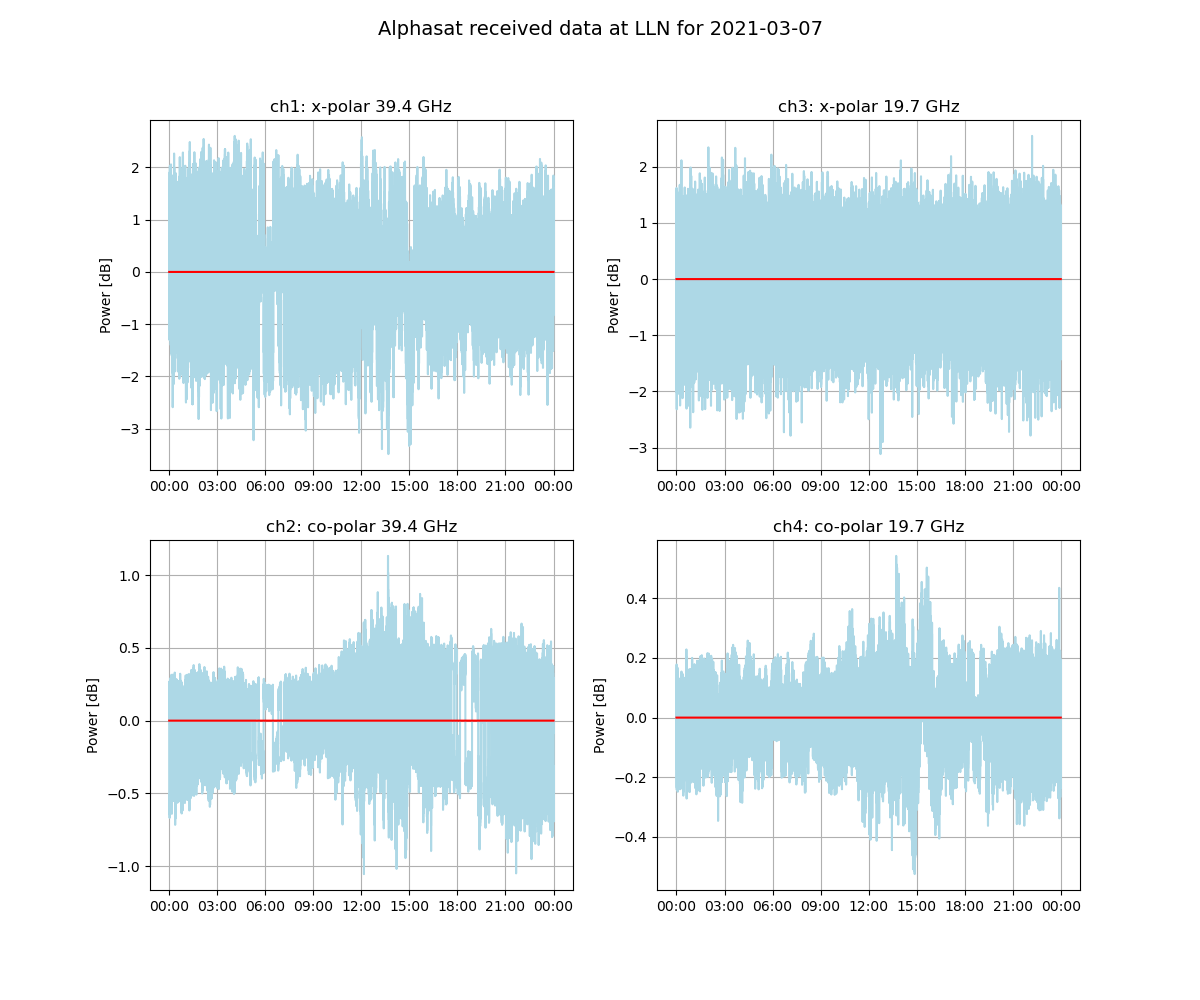 Alphasat received data at LLN for 2021-03-07
ch1: x-polar 39.4 GHz
Power [dB]
2
1
0
−1
−2
−3
00:00 03:00 06:00 09:00 12:00 15:00 18:00 21:00 00:00
ch3: x-polar 19.7 GHz
Power [dB]
2
1
0
−1
−2
−3
00:00 03:00 06:00 09:00 12:00 15:00 18:00 21:00 00:00
ch2: co-polar 39.4 GHz
Power [dB]
1.0
0.5
0.0
−0.5
−1.0
00:00 03:00 06:00 09:00 12:00 15:00 18:00 21:00 00:00
ch4: co-polar 19.7 GHz
Power [dB]
0.4
0.2
0.0
−0.2
−0.4
00:00 03:00 06:00 09:00 12:00 15:00 18:00 21:00 00:00